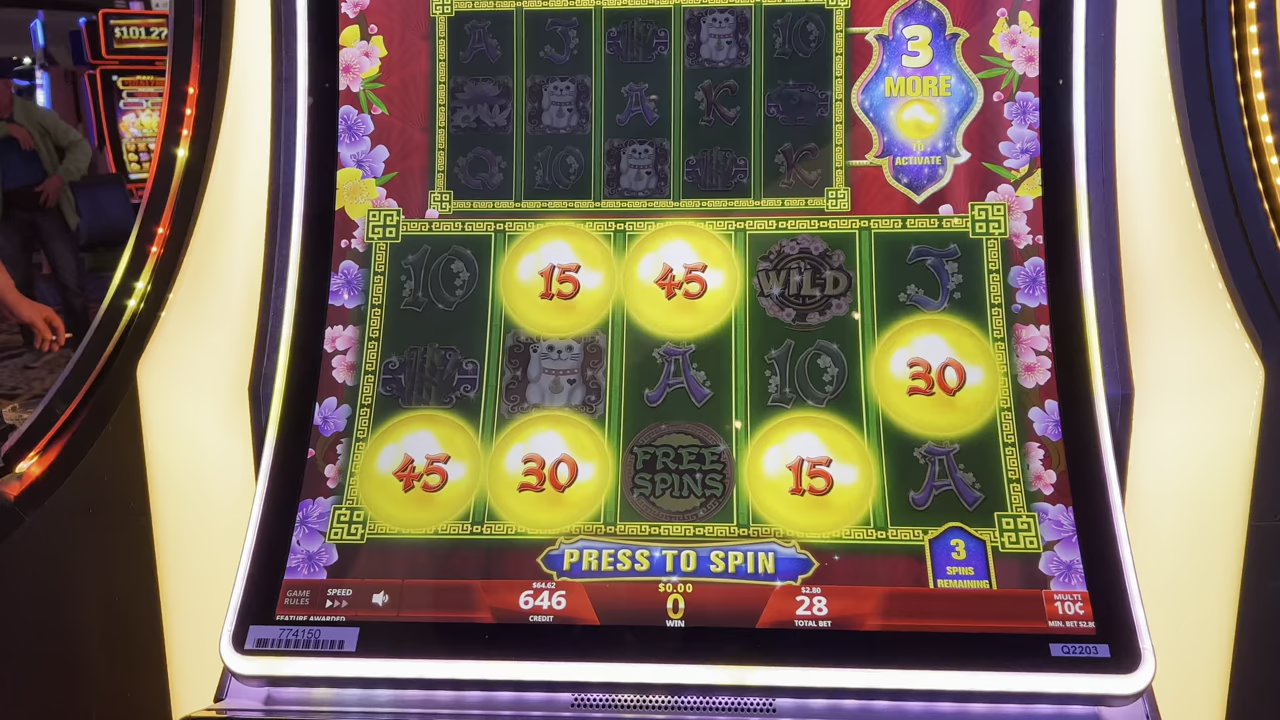 $101.27
A J 10
3
MORE
ACTIVATE
A K
Q 10 K
10 15 45 WILD J
A 10 30
45 30 FREE SPINS 15 A
PRESS TO SPIN
3
SPINS
REMAINING
GAME RULES
SPEED
$64.62
646
CREDIT
$0.00
0
WIN
$2.80
28
TOTAL BET
MULTI
10¢
MIN. BET $2.80
FEATURE AWARDED
774150
Q2203